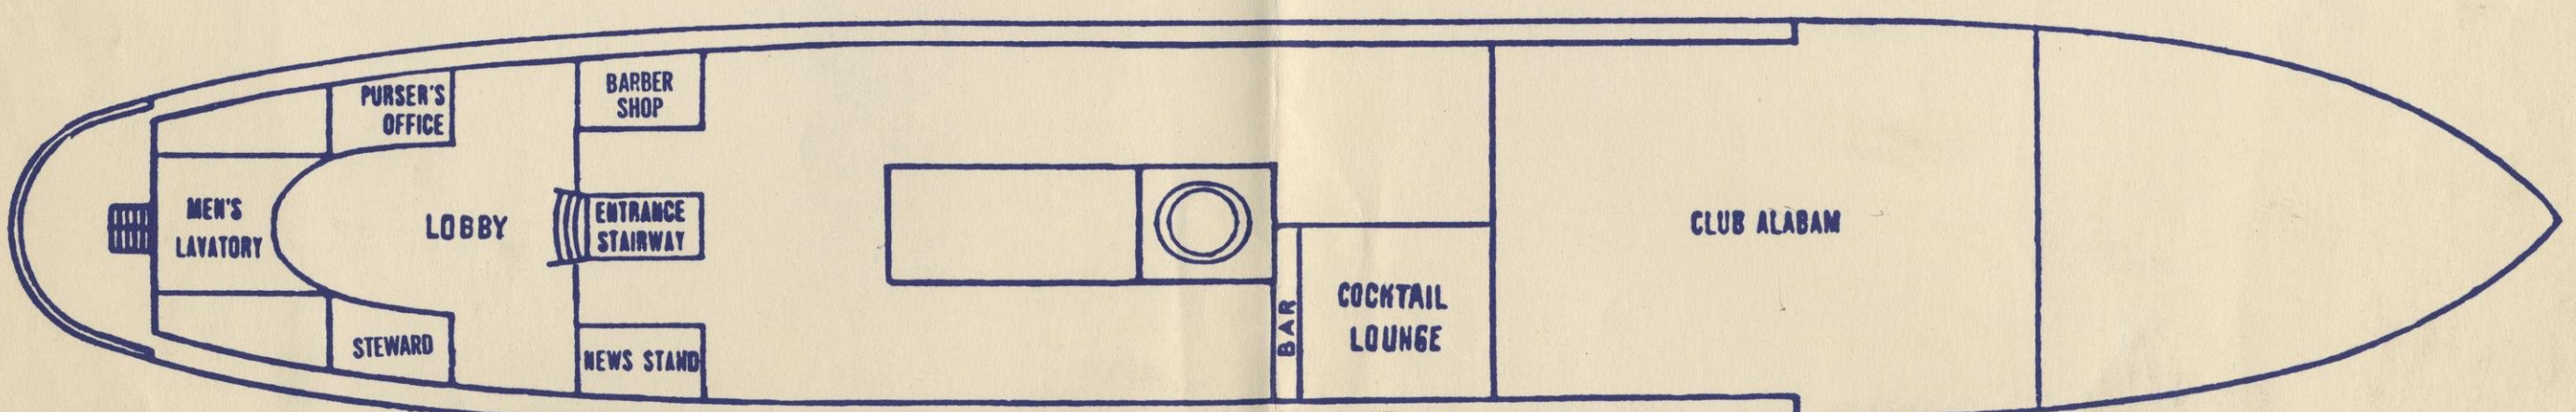 PURSER'S
OFFICE
BARBER
SHOP
MEN'S
LAVATORY
LOBBY
ENTRANCE
STAIRWAY
CLUB ALABAM
STEWARD
NEWS STAND
BAR
COCKTAIL
LOUNGE